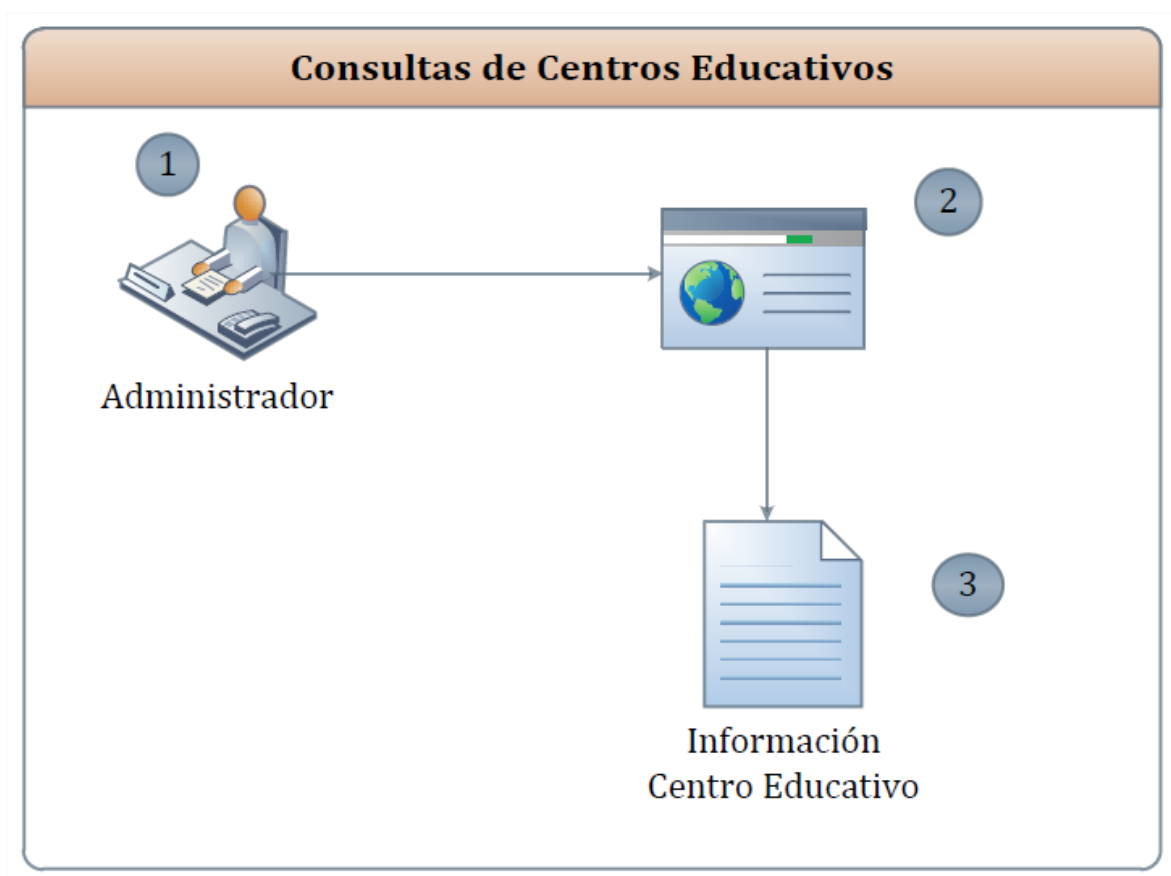 Consultas de Centros Educativos
1
2
Administrador
3
Información
Centro Educativo